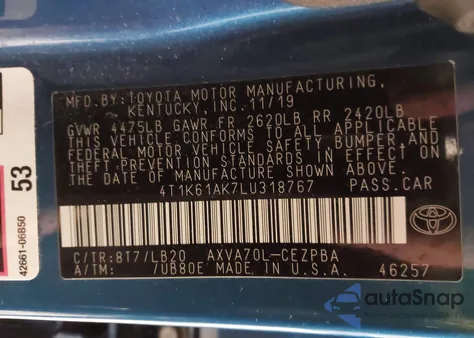 MFD.BY:TOYOTA MOTOR MANUFACTURING,
KENTUCKY, INC. 11/19
GVWR 4475LB GAWR FR 2620LB RR 2420LB
THIS VEHICLE CONFORMS TO ALL APPLICABLE
FEDERAL MOTOR VEHICLE SAFETY, BUMPER, AND
THEFT PREVENTION STANDARDS IN EFFECT ON
THE DATE OF MANUFACTURE SHOWN ABOVE.
4T1K61AK7LU318767 PASS.CAR
C/TR:8T7/LB20 AXVA70L-CEZPBA
A/TM: /UB80E MADE IN U.S.A. 46257
TOYOTA
53
42661-06B50
autoSnap